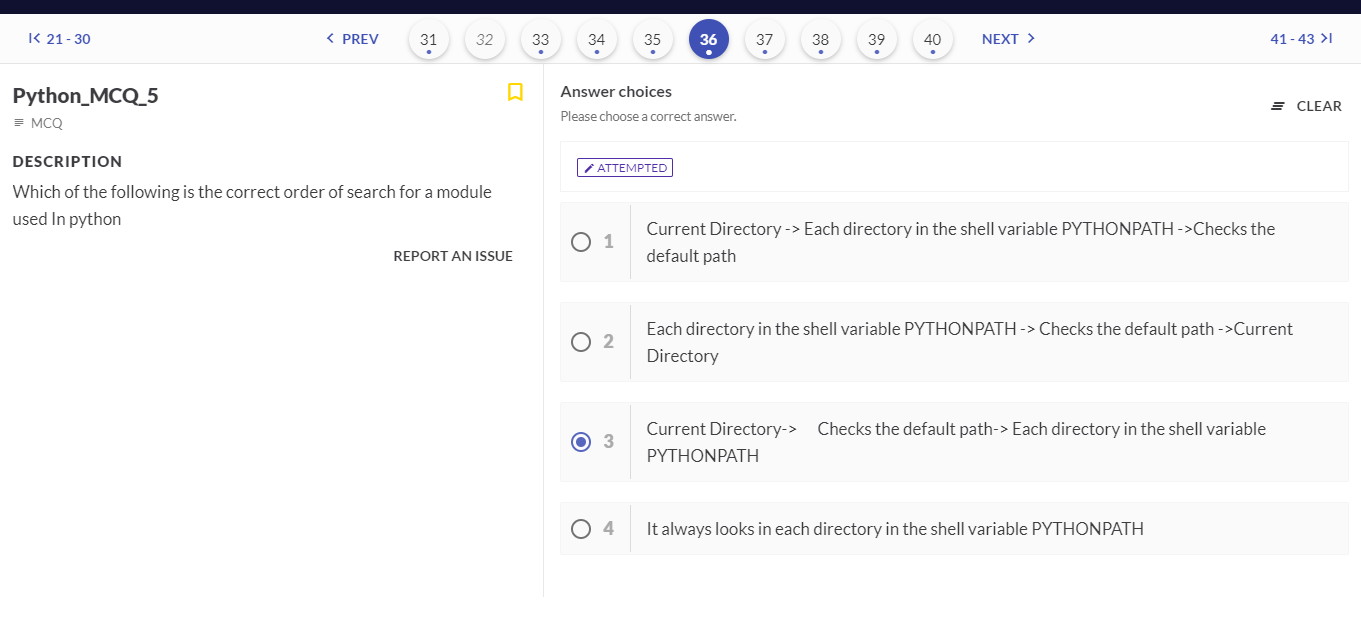 21 - 30 PREV 31 32 33 34 35 36 37 38 39 40 NEXT 41 - 43
Python_MCQ_5
MCQ
DESCRIPTION
Which of the following is the correct order of search for a module
used In python
REPORT AN ISSUE
Answer choices
Please choose a correct answer.
CLEAR
ATTEMPTED
1 Current Directory -> Each directory in the shell variable PYTHONPATH ->Checks the
default path
2 Each directory in the shell variable PYTHONPATH -> Checks the default path ->Current
Directory
3 Current Directory-> Checks the default path-> Each directory in the shell variable
PYTHONPATH
4 It always looks in each directory in the shell variable PYTHONPATH